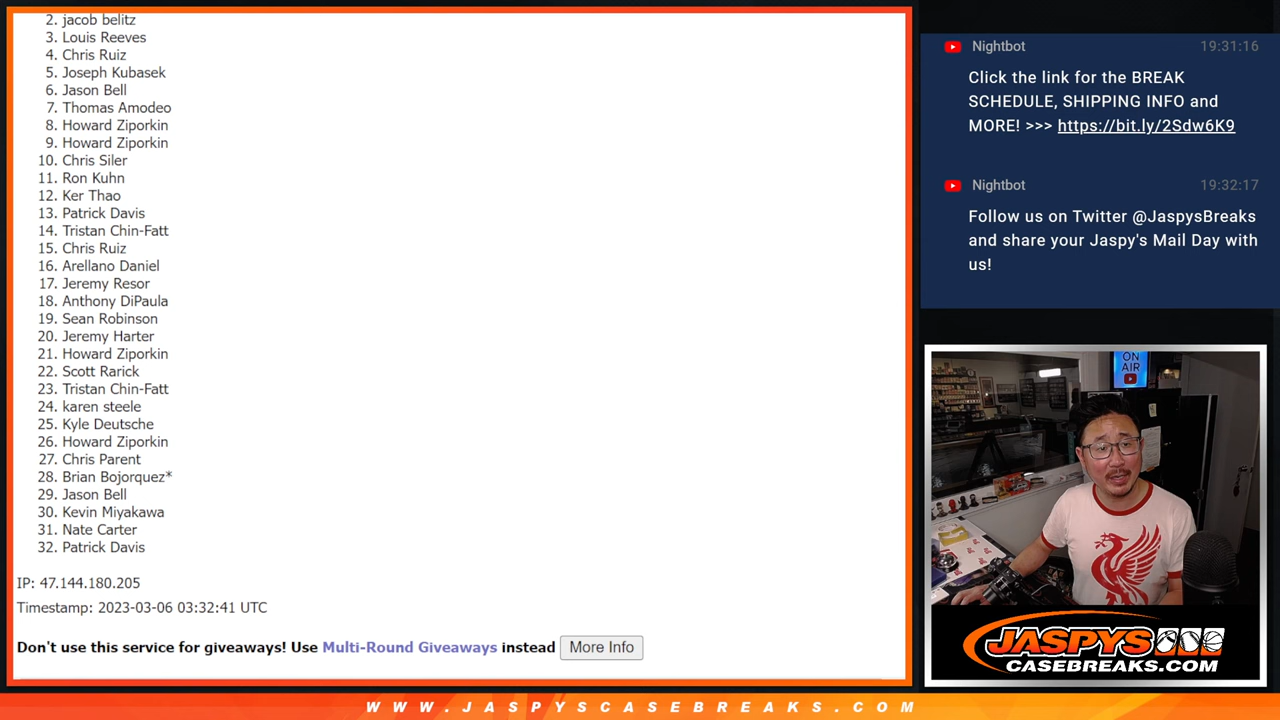 2. jacob belitz
3. Louis Reeves
4. Chris Ruiz
5. Joseph Kubasek
6. Jason Bell
7. Thomas Amodeo
8. Howard Ziporkin
9. Howard Ziporkin
10. Chris Siler
11. Ron Kuhn
12. Ker Thao
13. Patrick Davis
14. Tristan Chin-Fatt
15. Chris Ruiz
16. Arellano Daniel
17. Jeremy Resor
18. Anthony DiPaula
19. Sean Robinson
20. Jeremy Harter
21. Howard Ziporkin
22. Scott Rarick
23. Tristan Chin-Fatt
24. karen steele
25. Kyle Deutsche
26. Howard Ziporkin
27. Chris Parent
28. Brian Bojorquez*
29. Jason Bell
30. Kevin Miyakawa
31. Nate Carter
32. Patrick Davis
IP: 47.144.180.205
Timestamp: 2023-03-06 03:32:41 UTC
Don't use this service for giveaways! Use Multi-Round Giveaways instead More Info
Nightbot 19:31:16
Click the link for the BREAK
SCHEDULE, SHIPPING INFO and
MORE! >>> https://bit.ly/2Sdw6K9
Nightbot 19:32:17
Follow us on Twitter @JaspysBreaks
and share your Jaspy's Mail Day with
us!
ON
AIR
JASPYS
CASEBREAKS.COM
WWW.JASPYSCASEBREAKS.COM